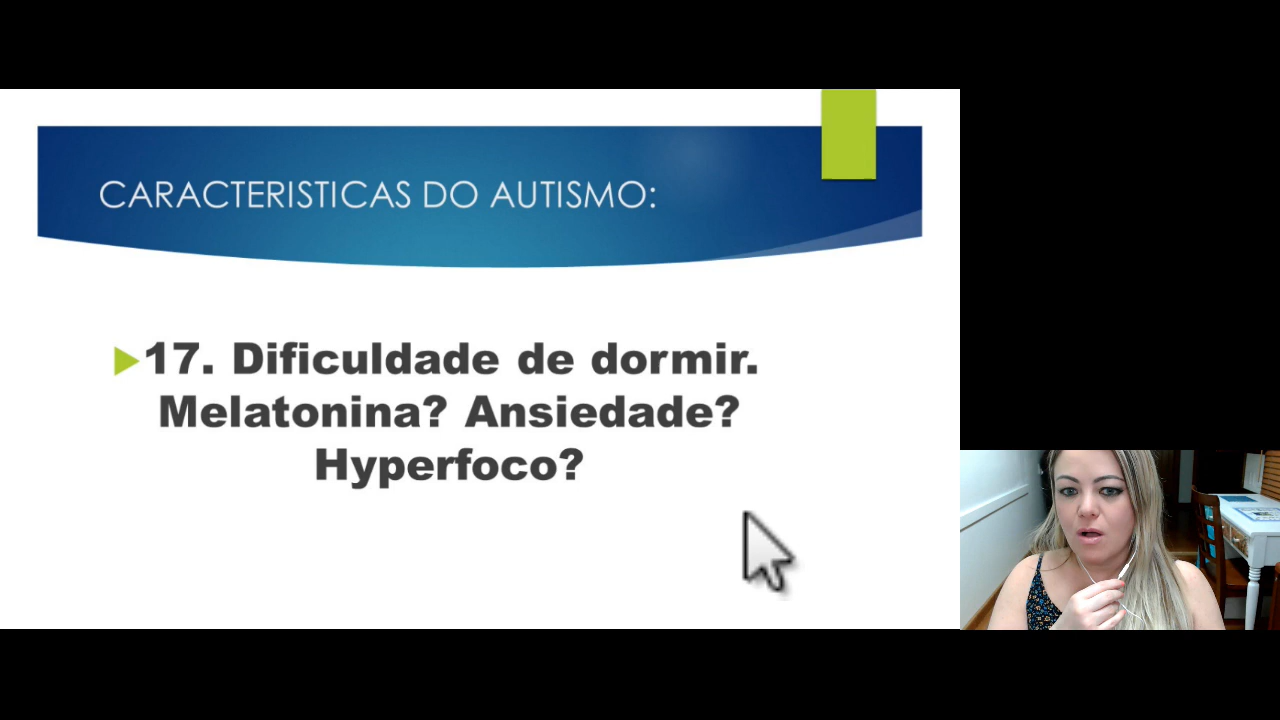 CARACTERISTICAS DO AUTISMO:
17. Dificuldade de dormir.
Melatonina? Ansiedade?
Hyperfoco?